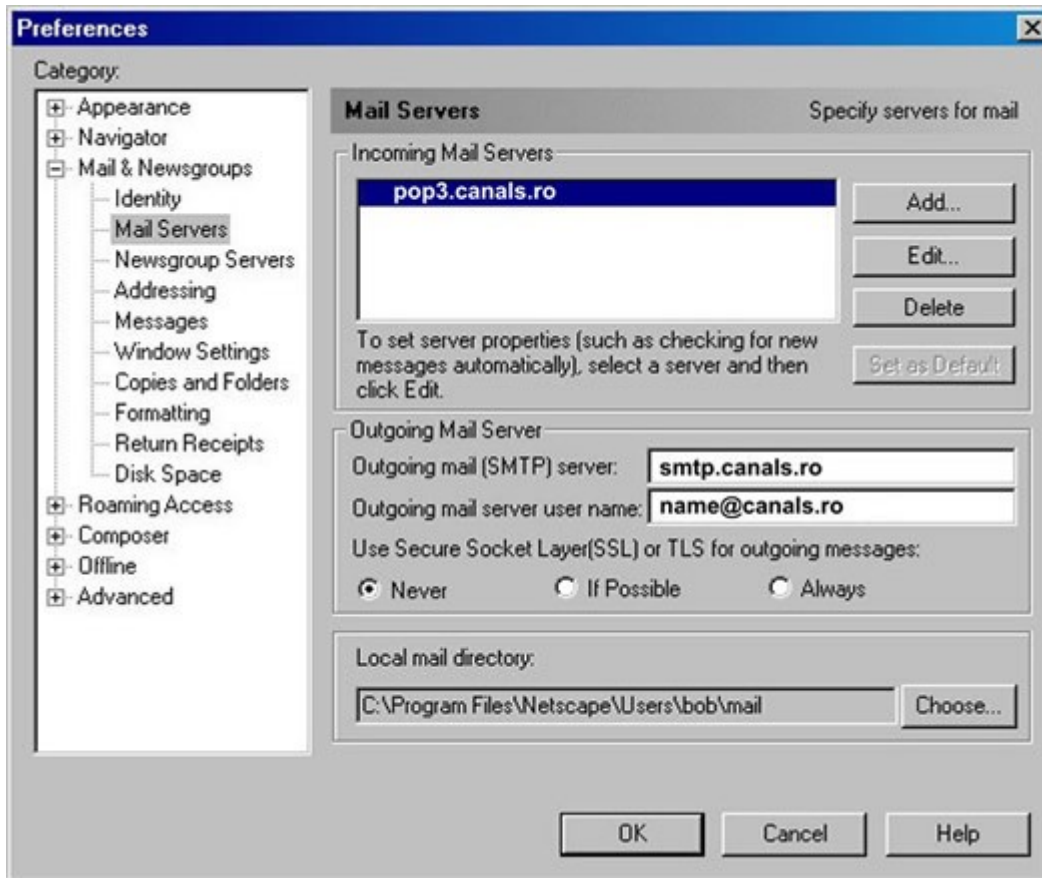 Preferences
Category:
Appearance
Navigator
Mail & Newsgroups
Identity
Mail Servers
Newsgroup Servers
Addressing
Messages
Window Settings
Copies and Folders
Formatting
Return Receipts
Disk Space
Roaming Access
Composer
Offline
Advanced
Mail Servers Specify servers for mail
Incoming Mail Servers
pop3.canals.ro
Add...
Edit...
Delete
To set server properties (such as checking for new
messages automatically), select a server and then
click Edit.
Set as Default
Outgoing Mail Server
Outgoing mail (SMTP) server: smtp.canals.ro
Outgoing mail server user name: name@canals.ro
Use Secure Socket Layer(SSL) or TLS for outgoing messages:
Never If Possible Always
Local mail directory:
C:\Program Files\Netscape\Users\bob\mail Choose...
OK Cancel Help